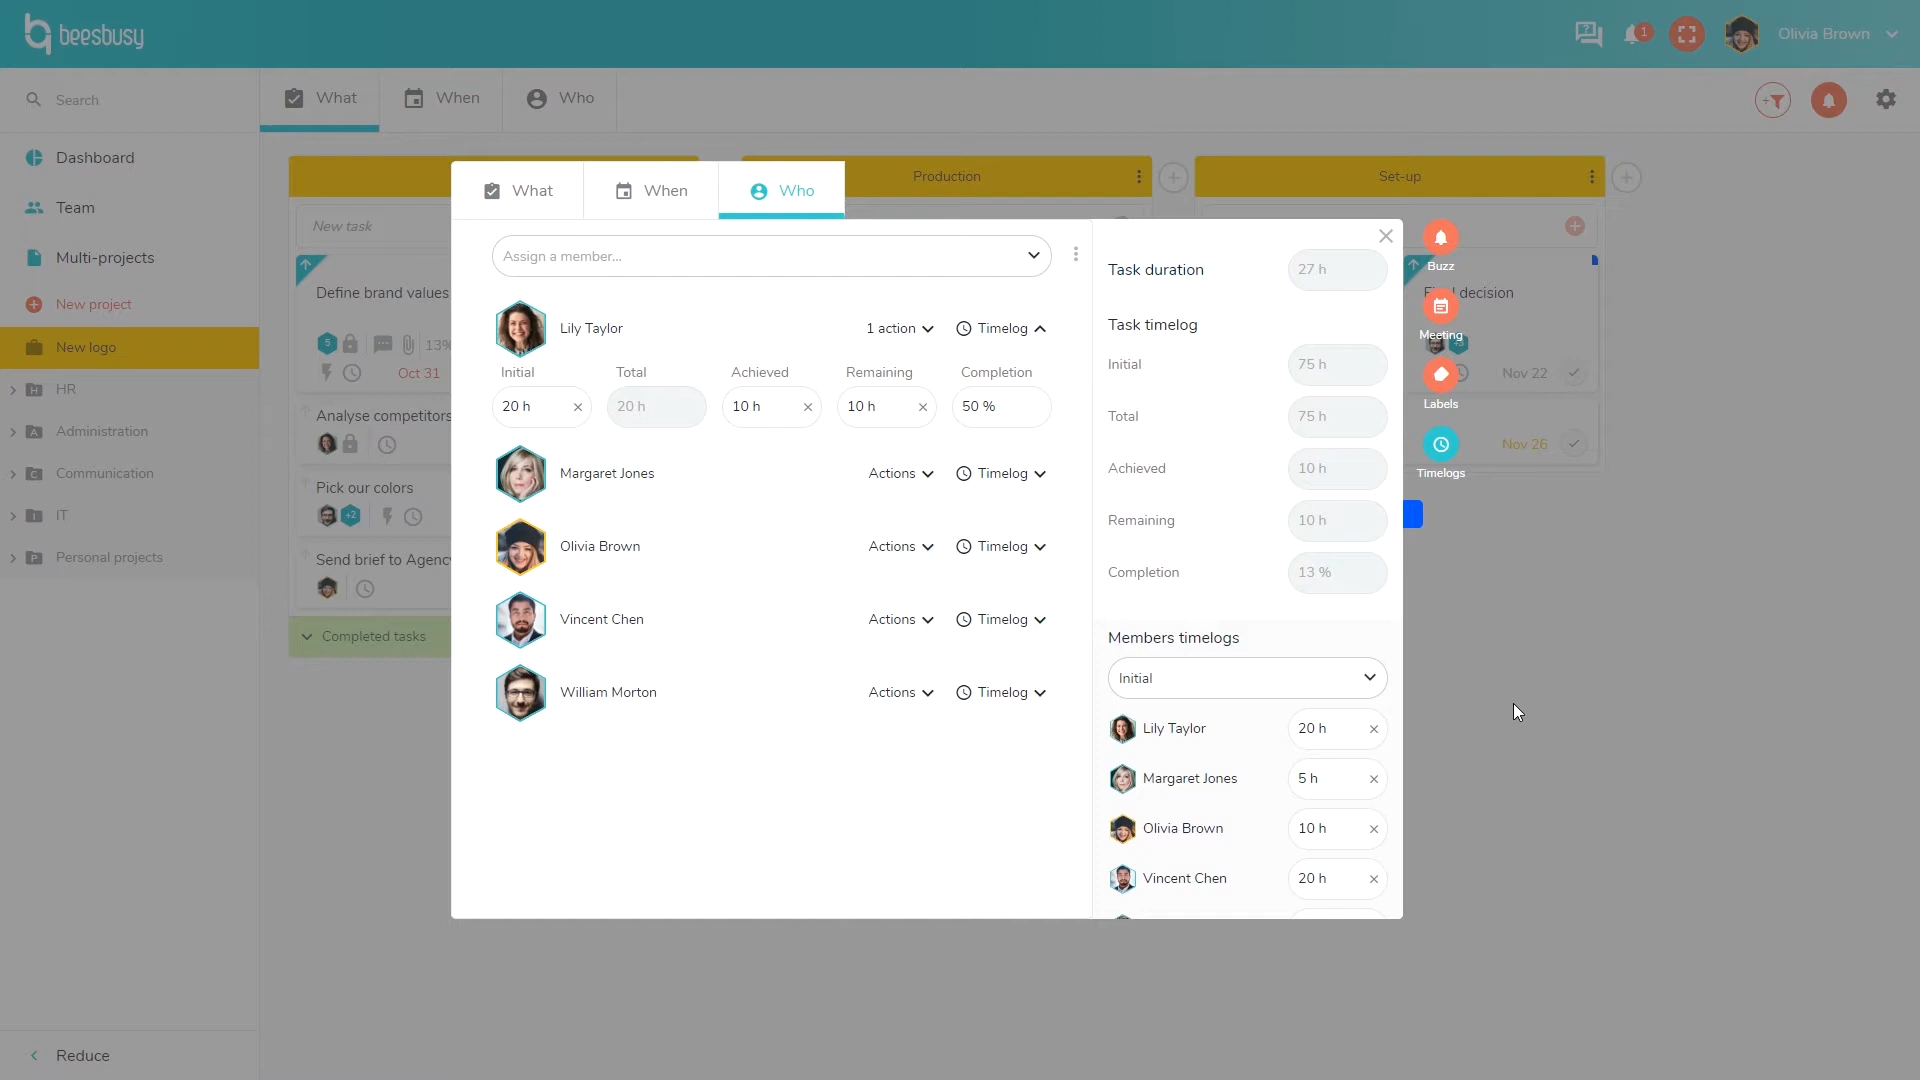 beesbusy
1
Olivia Brown
Search
What
When
Who
Dashboard
Team
Multi-projects
New project
New logo
H
HR
A
Administration
C
Communication
I
IT
P
Personal projects
Reduce
New task
Define brand values
5
13%
Oct 31
Analyse competitors
Pick our colors
+2
Send brief to Agenc
Completed tasks
Production
Set-up
decision
Nov 22
Nov 26
What
When
Who
Assign a member...
Lily Taylor
1 action
Timelog
Initial
Total
Achieved
Remaining
Completion
20 h
20 h
10 h
10 h
50 %
Margaret Jones
Actions
Timelog
Olivia Brown
Actions
Timelog
Vincent Chen
Actions
Timelog
William Morton
Actions
Timelog
Task duration
27 h
Task timelog
Initial
75 h
Total
75 h
Achieved
10 h
Remaining
10 h
Completion
13 %
Members timelogs
Initial
Lily Taylor
20 h
Margaret Jones
5 h
Olivia Brown
10 h
Vincent Chen
20 h
Buzz
Meeting
Labels
Timelogs